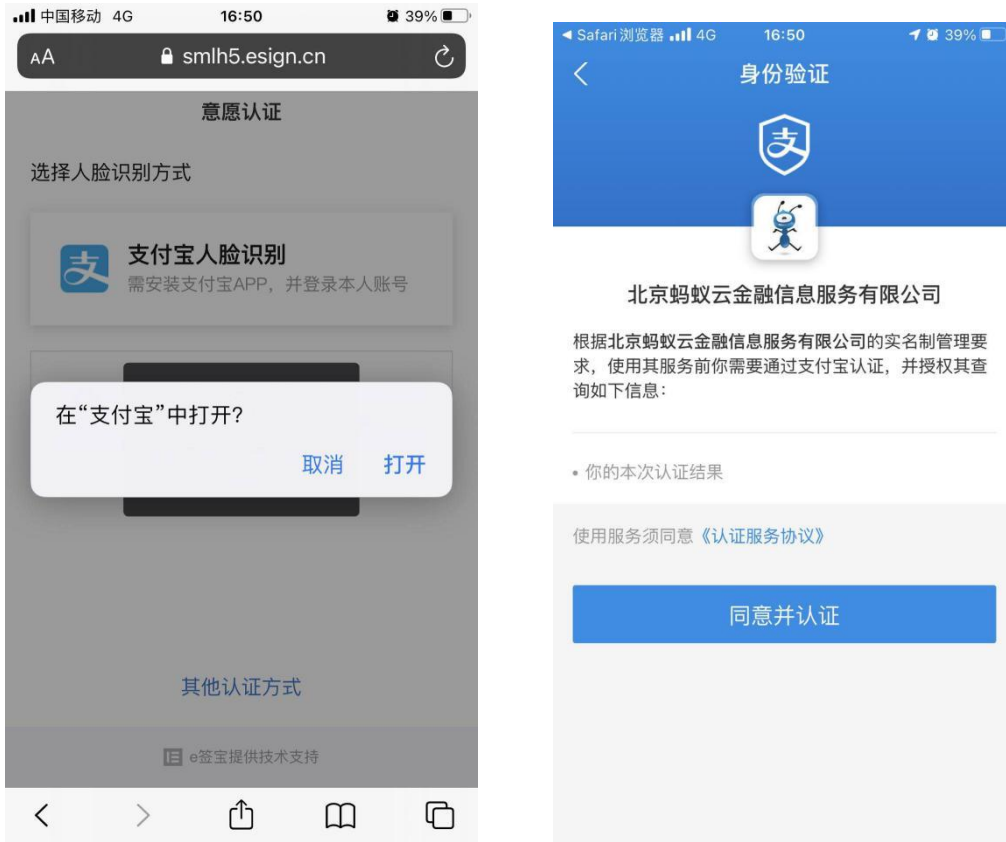 中国移动 4G 16:50 39%
AA smlh5.esign.cn
意愿认证
选择人脸识别方式
支
支付宝人脸识别
需安装支付宝APP，并登录本人账号
在“支付宝”中打开?
取消 打开
其他认证方式
e签宝提供技术支持
Safari浏览器 4G 16:50 39%
身份验证
支
北京蚂蚁云金融信息服务有限公司
根据北京蚂蚁云金融信息服务有限公司的实名制管理要
求，使用其服务前你需要通过支付宝认证，并授权其查
询如下信息：
• 你的本次认证结果
使用服务须同意《认证服务协议》
同意并认证